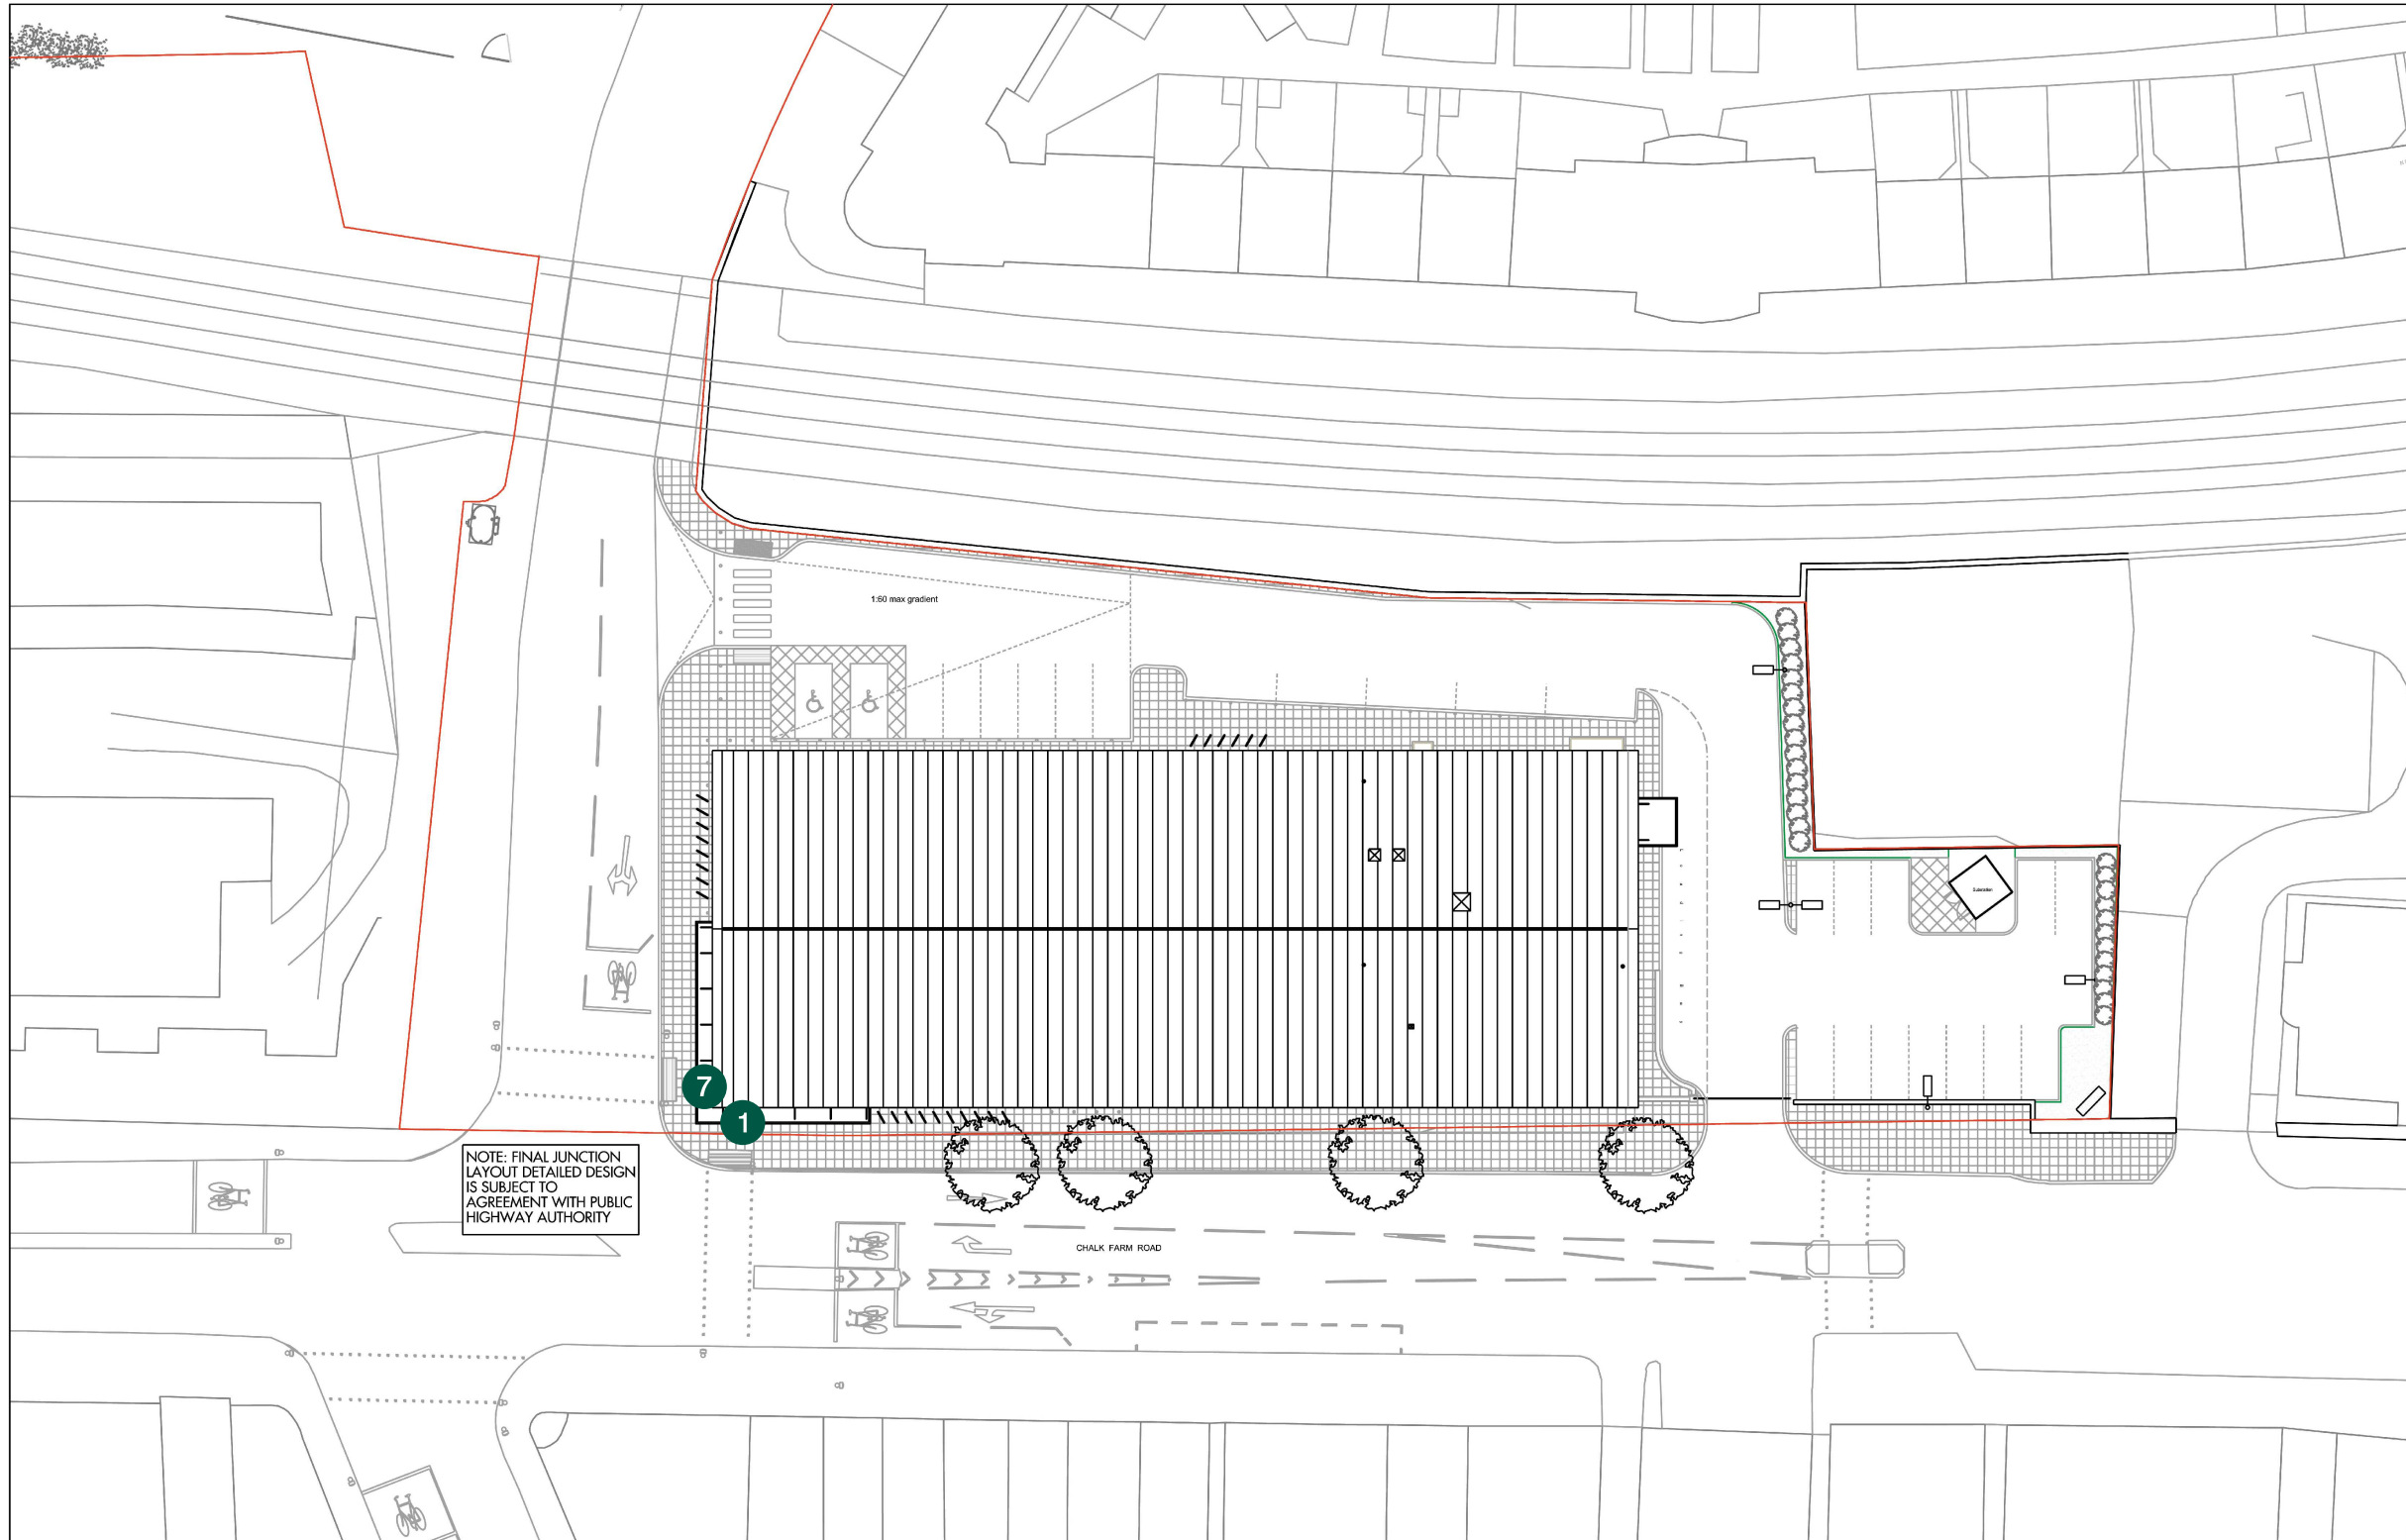 1:60 max gradient
Substation
7
1
NOTE: FINAL JUNCTION
LAYOUT DETAILED DESIGN
IS SUBJECT TO
AGREEMENT WITH PUBLIC
HIGHWAY AUTHORITY
CHALK FARM ROAD